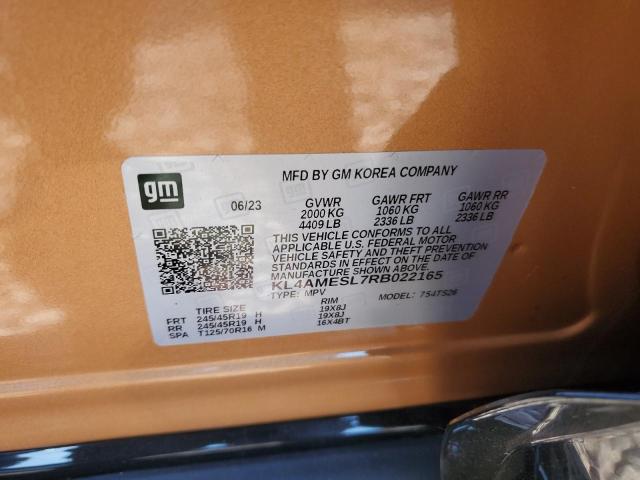 MFD BY GM KOREA COMPANY
gm
06/23 GVWR GAWR FRT GAWR RR
2000 KG 1060 KG 1060 KG
4409 LB 2336 LB 2336 LB
THIS VEHICLE CONFORMS TO ALL
APPLICABLE U.S. FEDERAL MOTOR
VEHICLE SAFETY AND THEFT PREVENTION
STANDARDS IN EFFECT ON THE DATE OF
MANUFACTURE SHOWN ABOVE.
KL4AMESL7RB022165
TYPE: MPV MODEL: 754TS26
TIRE SIZE RIM
FRT 245/45R19 H 19X8J
RR 245/45R19 H 19X8J
SPA T125/70R16 M 16X4BT